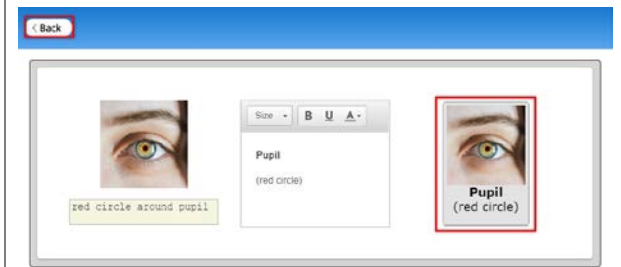 < Back
Size B U A
red circle around pupil
Pupil
(red circle)
Pupil
(red circle)